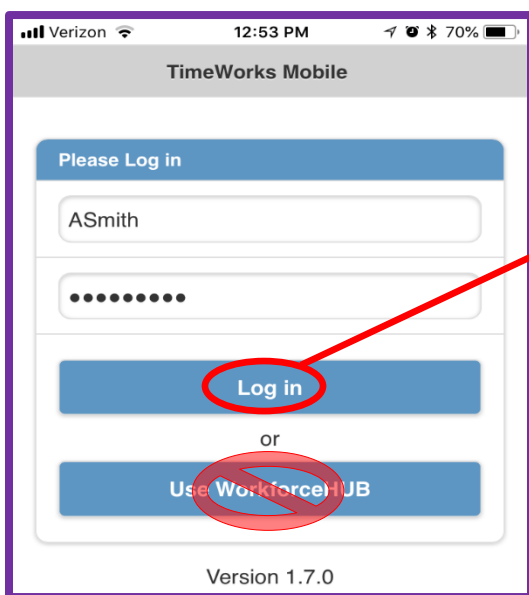 Verizon 12:53 PM 70%
TimeWorks Mobile
Please Log in
ASmith
●●●●●●●●●
Log in
or
Use WorkforceHUB
Version 1.7.0